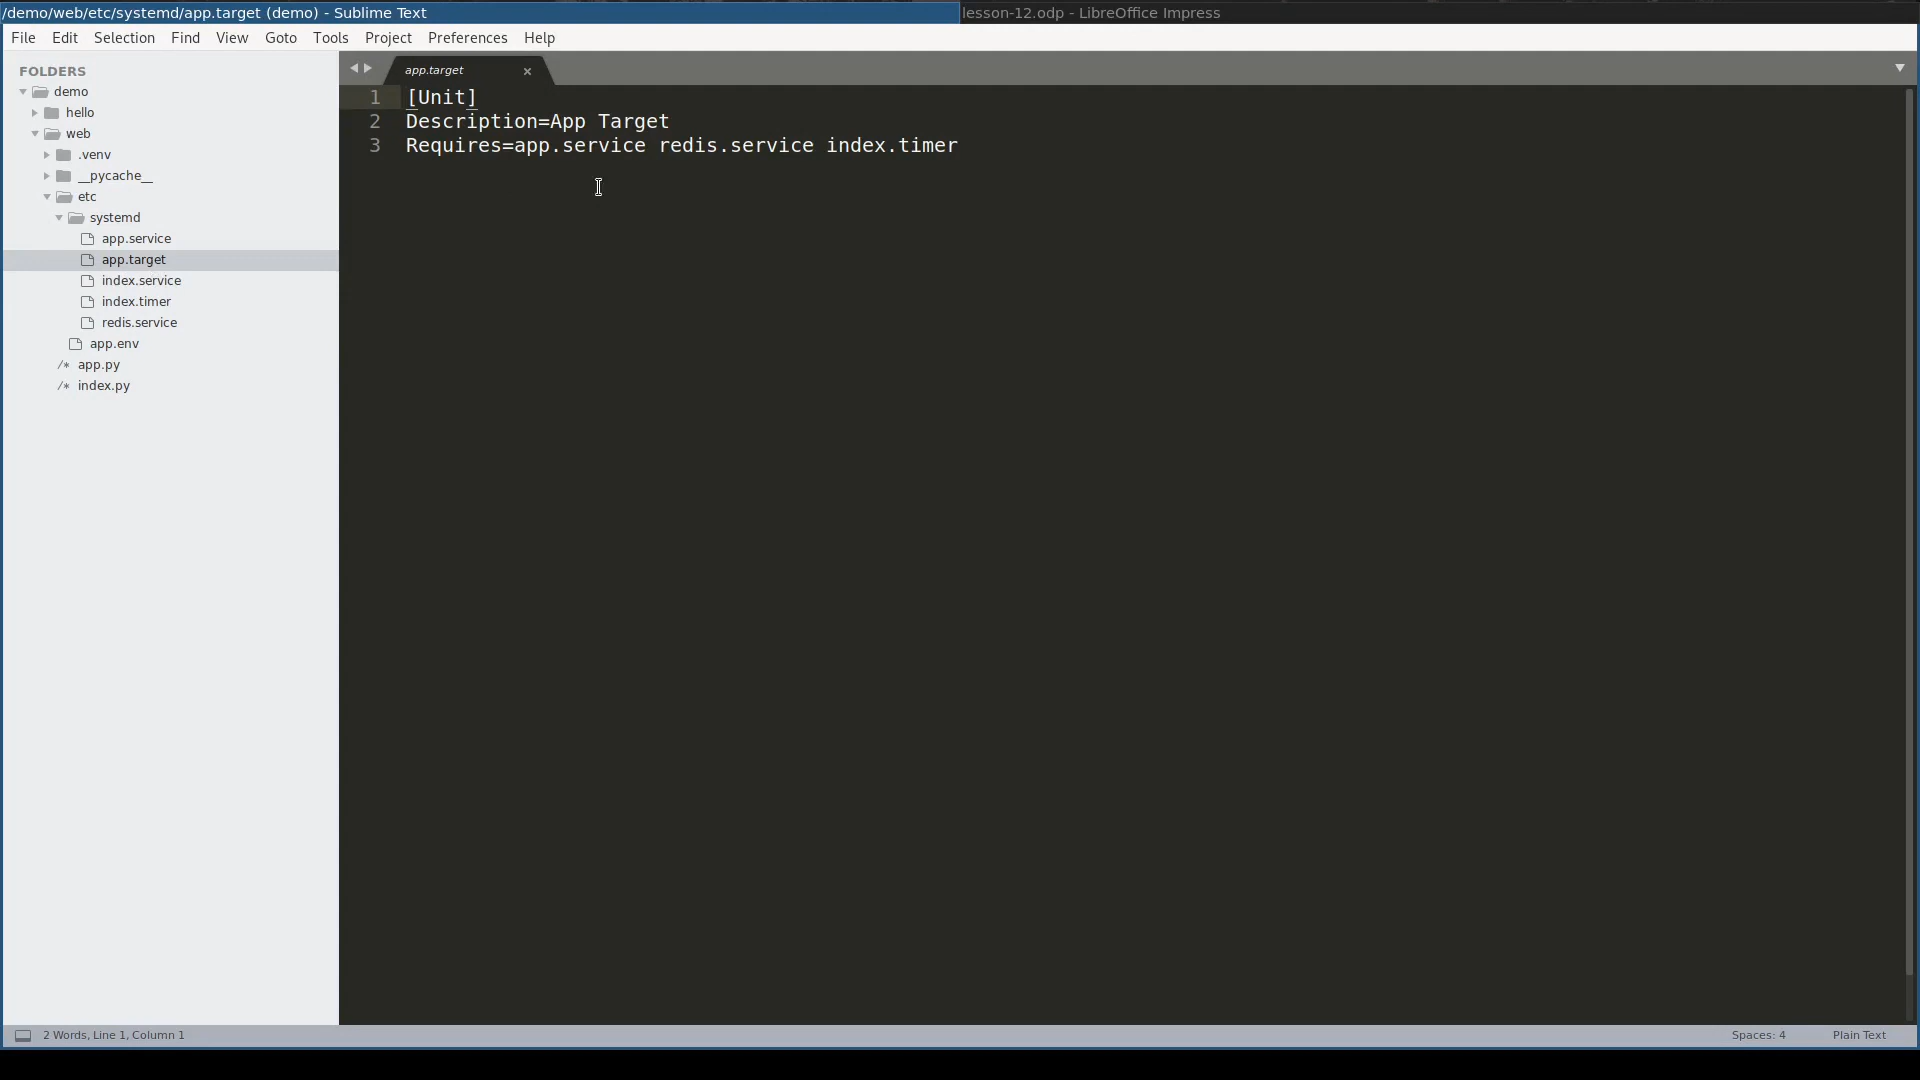 /demo/web/etc/systemd/app.target (demo) - Sublime Text
lesson-12.odp - LibreOffice Impress
File Edit Selection Find View Goto Tools Project Preferences Help
FOLDERS
demo
hello
web
.venv
__pycache__
etc
systemd
app.service
app.target
index.service
index.timer
redis.service
app.env
/* app.py
/* index.py
app.target ×
1 [Unit]
2 Description=App Target
3 Requires=app.service redis.service index.timer
2 Words, Line 1, Column 1
Spaces: 4
Plain Text